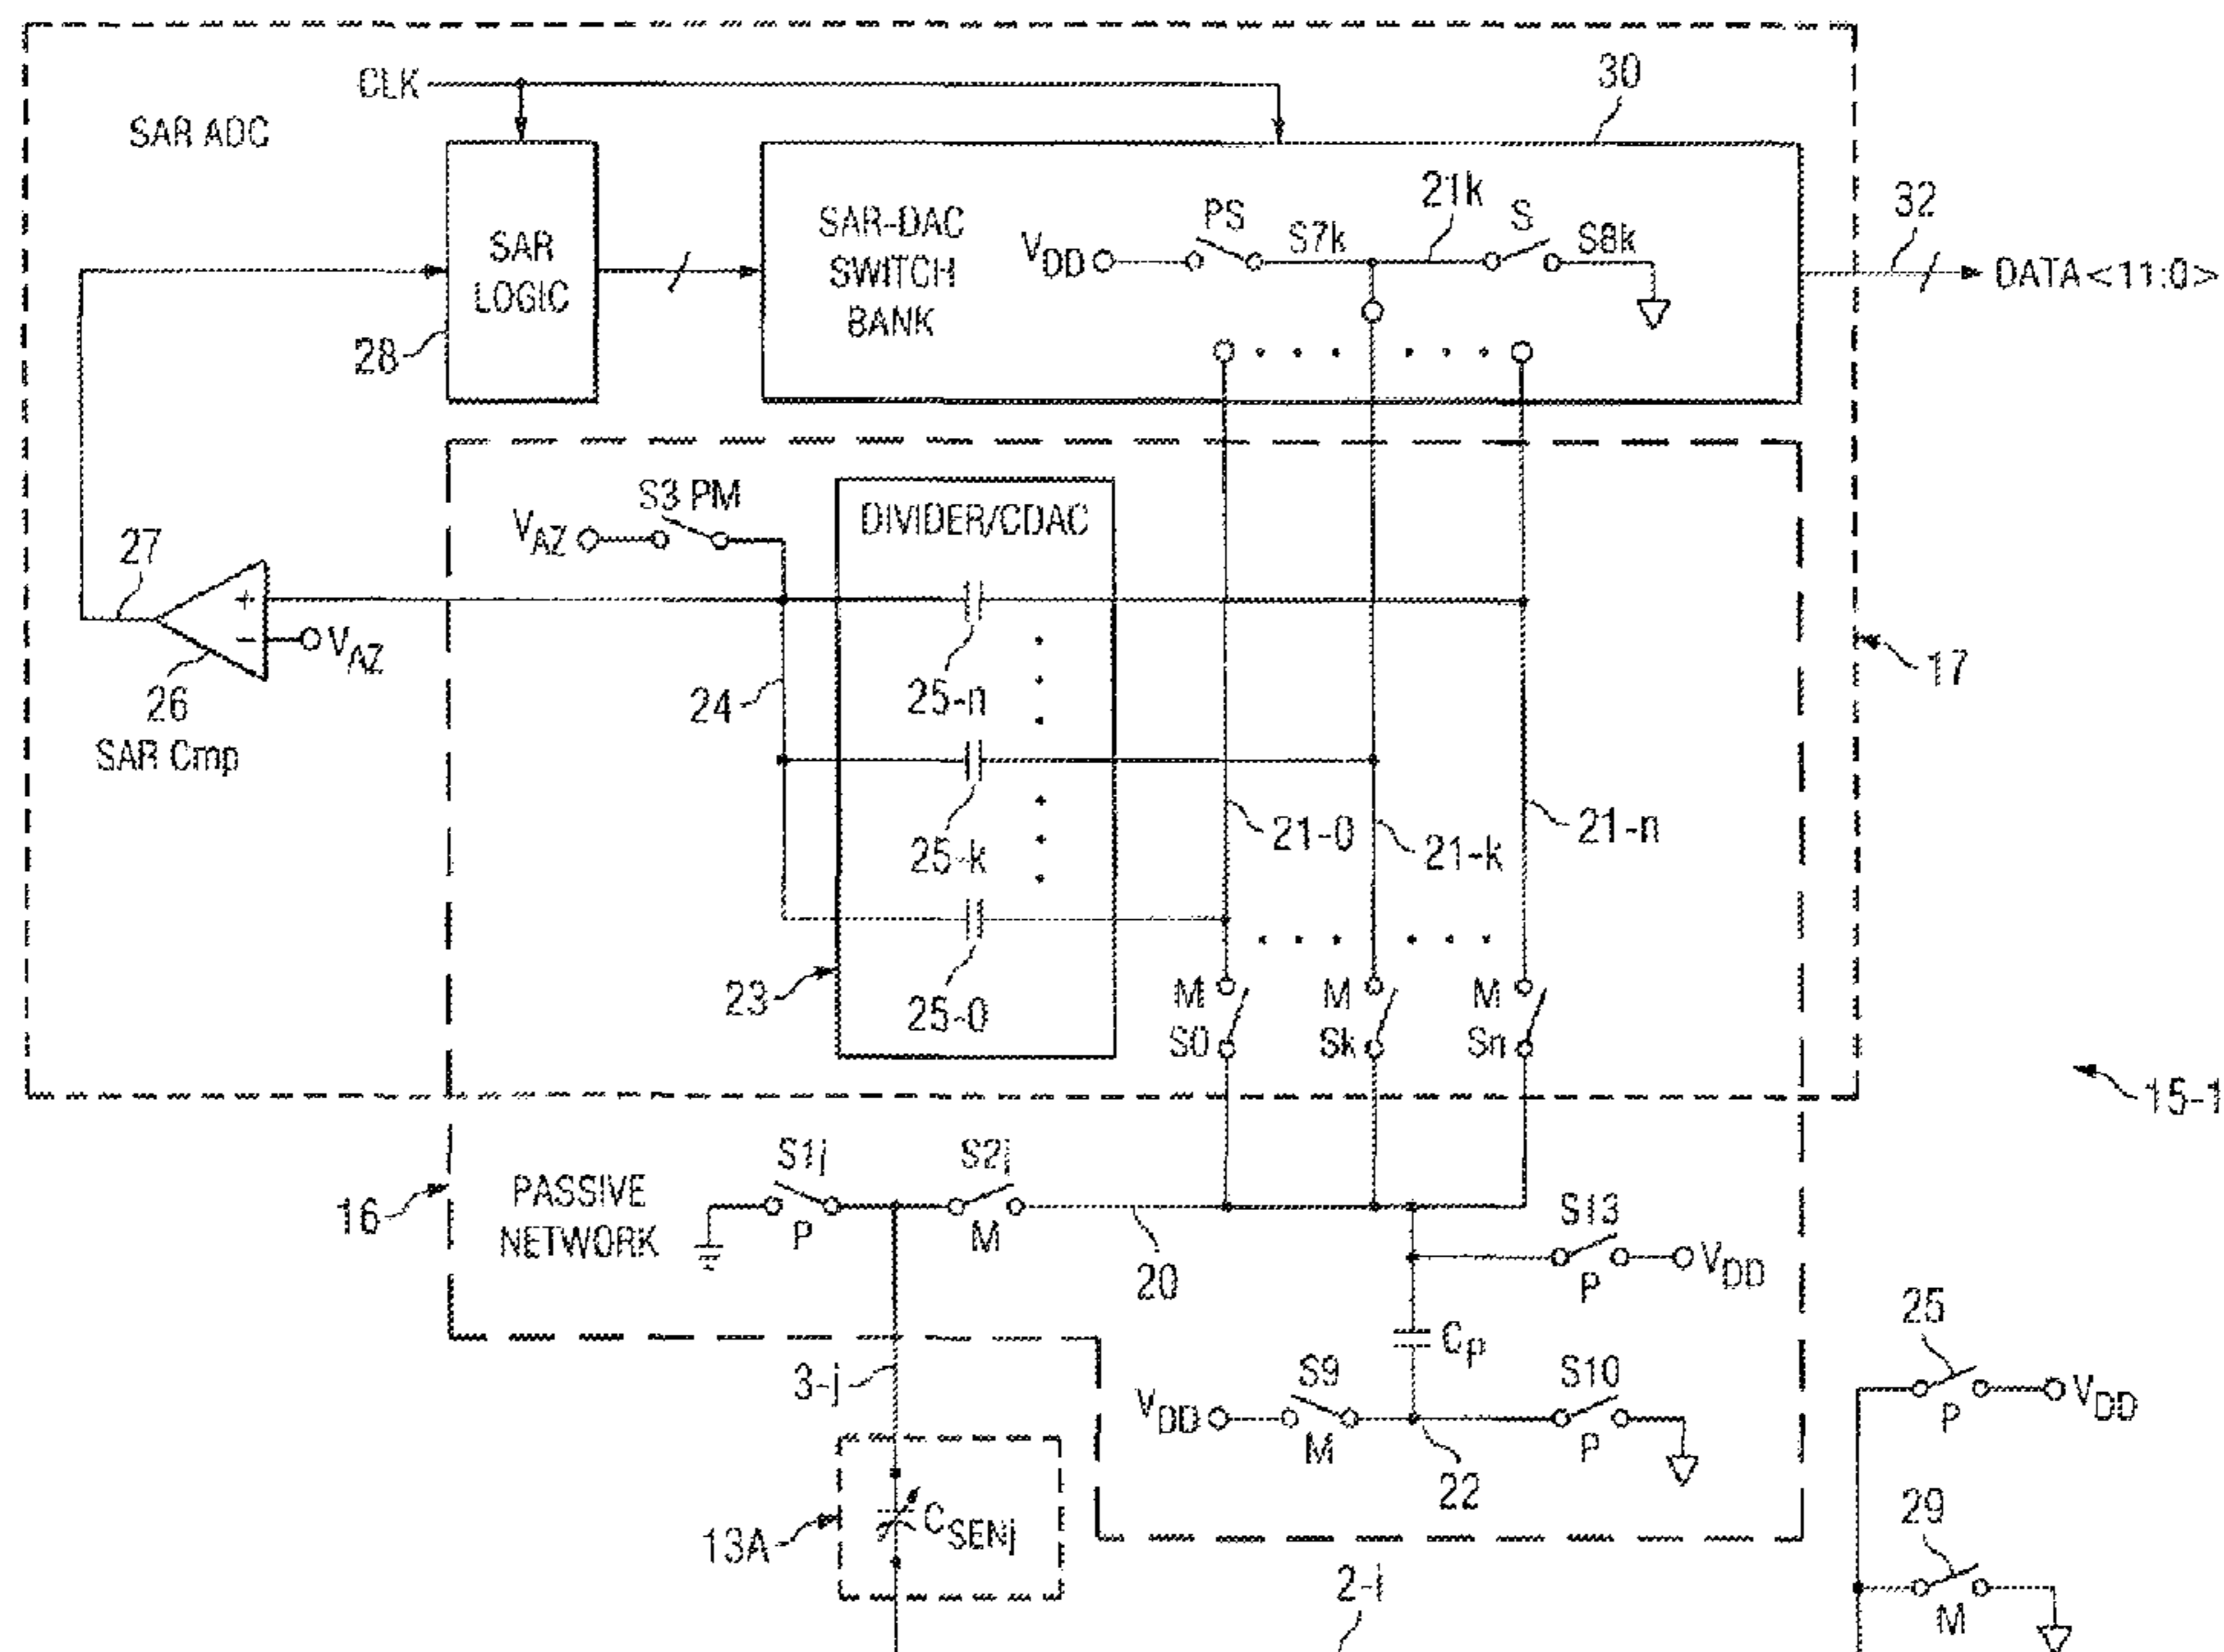 CLK
30
SAR ADC
SAR
LOGIC
28
SAR-DAC
SWITCH
BANK
VDD
PS
S7k
21k
S
S8k
32
DATA<11:0>
S3 PM
VAZ
DIVIDER/CDAC
27
+
−
VAZ
26
SAR Cmp
24
25-n
25-k
25-0
23
21-0
21-k
21-n
17
M
S0
M
Sk
M
Sn
15-1
16
PASSIVE
NETWORK
S1j
P
S2j
M
20
S13
P
VDD
3-j
Cp
S9
VDD
M
S10
P
22
25
P
VDD
13A
CSENj
2-i
29
M